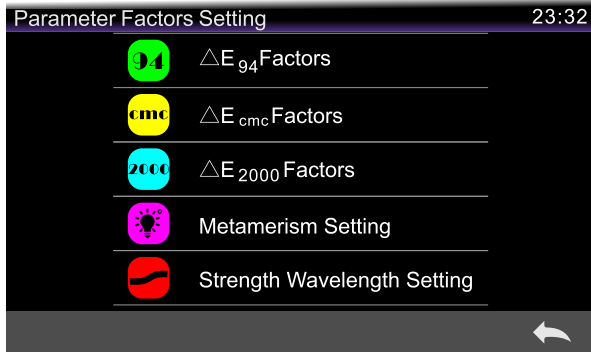 Parameter Factors Setting 23:32
94 △E 94 Factors
cmc △E cmc Factors
2000 △E 2000 Factors
Metamerism Setting
Strength Wavelength Setting